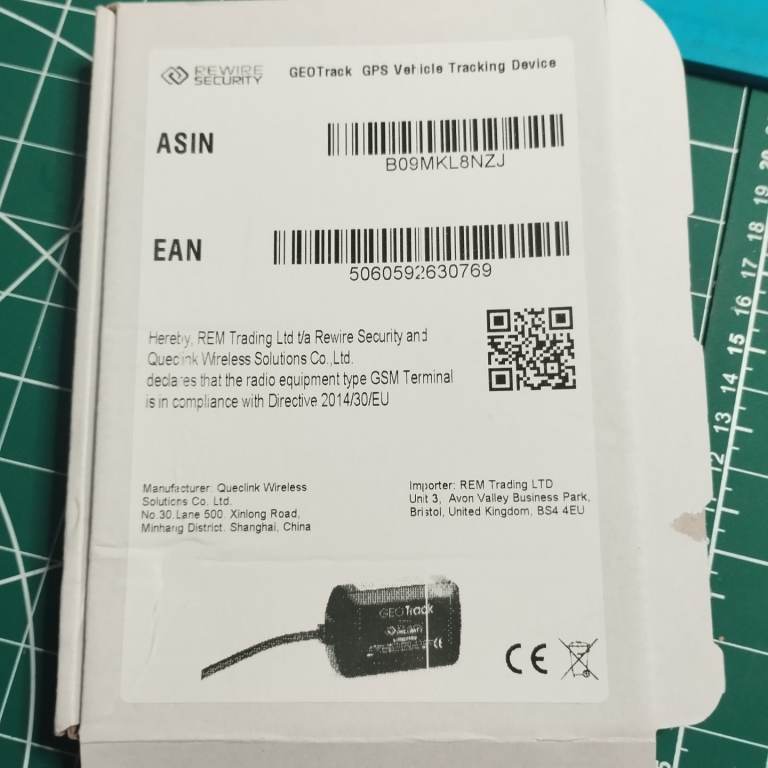 REWIRE
SECURITY
GEOTrack GPS Vehicle Tracking Device
ASIN
B09MKL8NZJ
EAN
5060592630769
Hereby, REM Trading Ltd t/a Rewire Security and
Queclink Wireless Solutions Co.,Ltd.
declares that the radio equipment type GSM Terminal
is in compliance with Directive 2014/30/EU
Manufacturer: Queclink Wireless
Solutions Co. Ltd.
No.30.Lane 500. Xinlong Road,
Minhang District. Shanghai, China
Importer: REM Trading LTD
Unit 3, Avon Valley Business Park,
Bristol, United Kingdom, BS4 4EU
GEOTrack
CE
CE
20
19
18
17
16
15
14
13
12